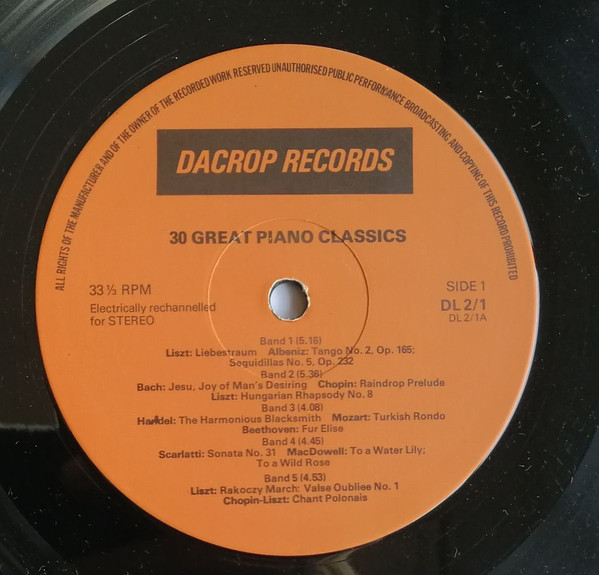 ALL RIGHTS OF THE MANUFACTURER AND OF THE OWNER OF THE RECORDED WORK RESERVED UNAUTHORISED PUBLIC PERFORMANCE BROADCASTING AND COPYING OF THIS RECORD PROHIBITED
DACROP RECORDS
30 GREAT PIANO CLASSICS
33⅓ RPM
Electrically rechannelled
for STEREO
SIDE 1
DL 2/1
DL 2/1A
Band 1 (5.16)
Liszt: Liebestraum Albeniz: Tango No. 2, Op. 165;
Sequidillas No. 5, Op. 232
Band 2 (5.36)
Bach: Jesu, Joy of Man's Desiring Chopin: Raindrop Prelude
Liszt: Hungarian Rhapsody No. 8
Band 3 (4.08)
Handel: The Harmonious Blacksmith Mozart: Turkish Rondo
Beethoven: Fur Elise
Band 4 (4.45)
Scarlatti: Sonata No. 31 MacDowell: To a Water Lily;
To a Wild Rose
Band 5 (4.53)
Liszt: Rakoczy March: Valse Oubliee No. 1
Chopin-Liszt: Chant Polonais